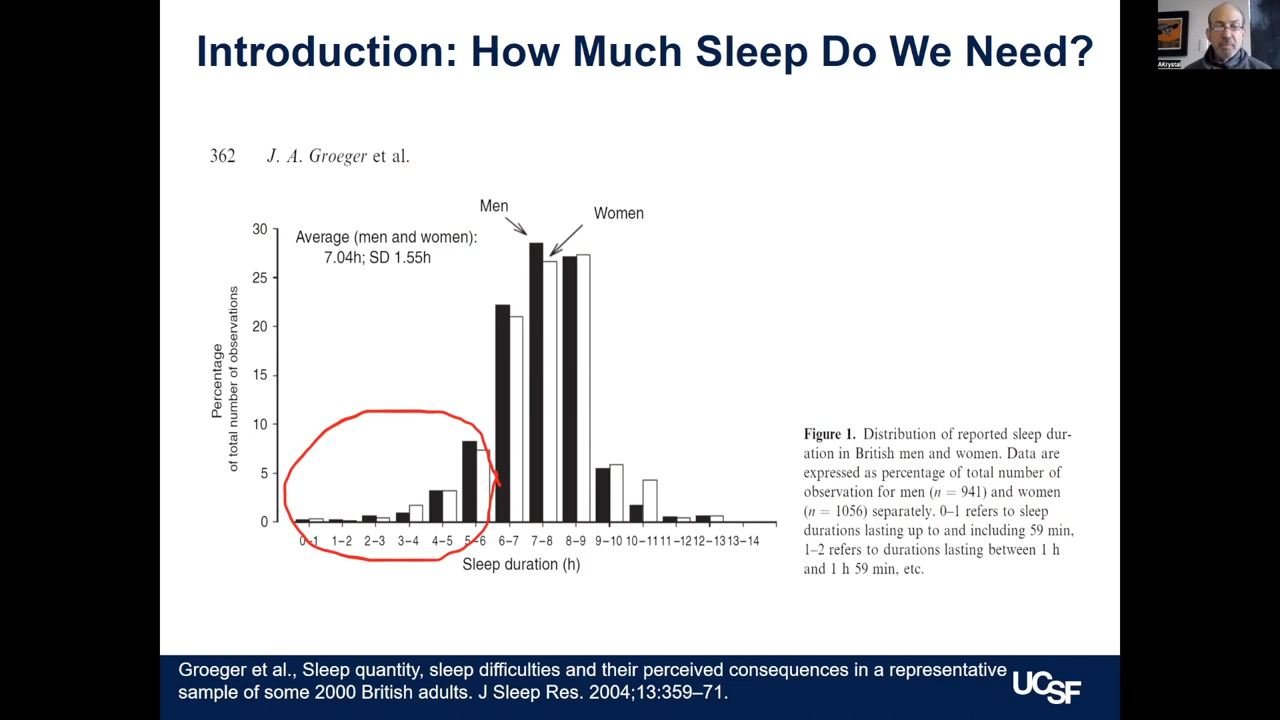 Introduction: How Much Sleep Do We Need?
AKrystal
362 J. A. Groeger et al.
Men
Women
Average (men and women):
7.04h; SD 1.55h
30
25
20
15
10
5
0
Percentage
of total number of observations
0–1 1–2 2–3 3–4 4–5 5–6 6–7 7–8 8–9 9–10 10–11 11–12 12–13 13–14
Sleep duration (h)
Figure 1. Distribution of reported sleep dur-
ation in British men and women. Data are
expressed as percentage of total number of
observation for men (n = 941) and women
(n = 1056) separately. 0–1 refers to sleep
durations lasting up to and including 59 min,
1–2 refers to durations lasting between 1 h
and 1 h 59 min, etc.
Groeger et al., Sleep quantity, sleep difficulties and their perceived consequences in a representative
sample of some 2000 British adults. J Sleep Res. 2004;13:359–71.
UCSF